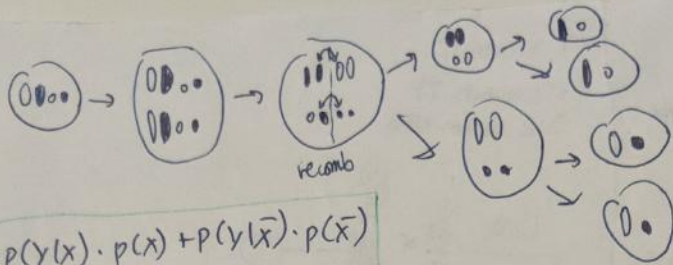 recomb
p(y|x) · p(x) + p(y|x̄) · p(x̄)